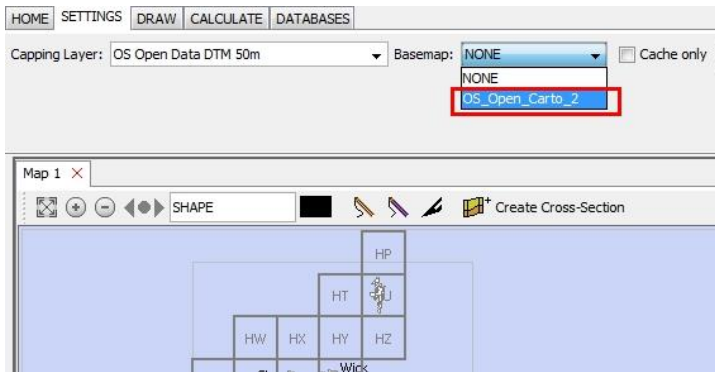 HOME SETTINGS DRAW CALCULATE DATABASES
Capping Layer: OS Open Data DTM 50m Basemap: NONE Cache only
NONE
OS_Open_Carto_2
Map 1
SHAPE Create Cross-Section
HP
HT
HW HX HY HZ
Wick